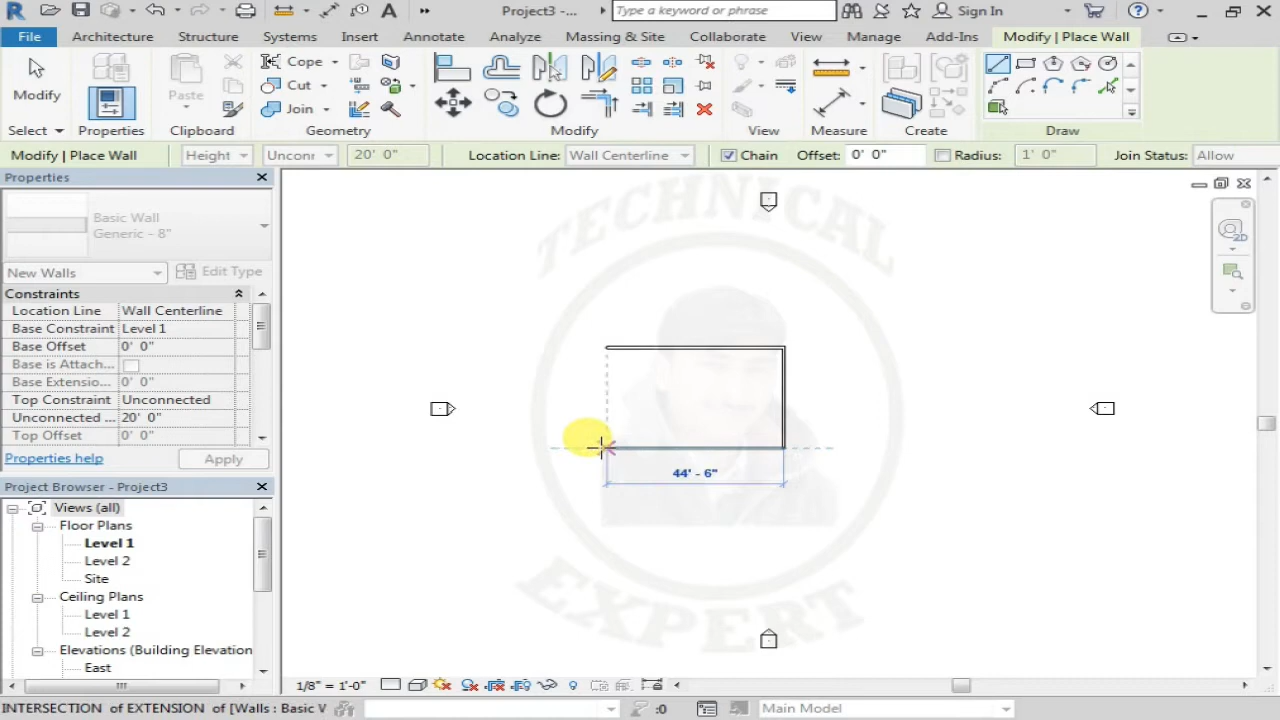 Project3 -...
Type a keyword or phrase
Sign In
File
Architecture
Structure
Systems
Insert
Annotate
Analyze
Massing & Site
Collaborate
View
Manage
Add-Ins
Modify | Place Wall
Modify
Paste
Cope
Cut
Join
Select
Properties
Clipboard
Geometry
Modify
View
Measure
Create
Draw
Modify | Place Wall
Height
Unconr
20' 0"
Location Line:
Wall Centerline
Chain
Offset:
0' 0"
Radius:
1' 0"
Join Status:
Allow
Properties
Basic Wall
Generic - 8"
New Walls
Edit Type
Constraints
Location Line
Wall Centerline
Base Constraint
Level 1
Base Offset
0' 0"
Base is Attach...
Base Extensio...
0' 0"
Top Constraint
Unconnected
Unconnected ...
20' 0"
Top Offset
0' 0"
Properties help
Apply
Project Browser - Project3
Views (all)
Floor Plans
Level 1
Level 2
Site
Ceiling Plans
Level 1
Level 2
Elevations (Building Elevation
East
TECHNICAL
44' - 6"
EXPERT
2D
1/8" = 1'-0"
INTERSECTION of EXTENSION of [Walls : Basic V
:0
Main Model